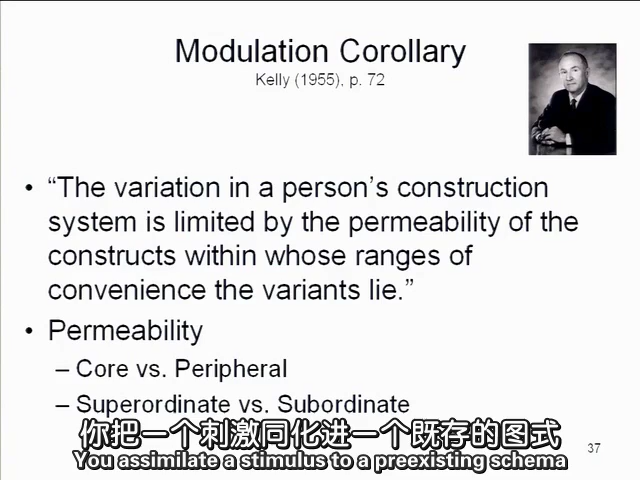 Modulation Corollary
Kelly (1955), p. 72
• “The variation in a person’s construction
system is limited by the permeability of the
constructs within whose ranges of
convenience the variants lie.”
• Permeability
– Core vs. Peripheral
– Superordinate vs. Subordinate
你把一个刺激同化进一个既存的图式
You assimilate a stimulus to a preexisting schema
37